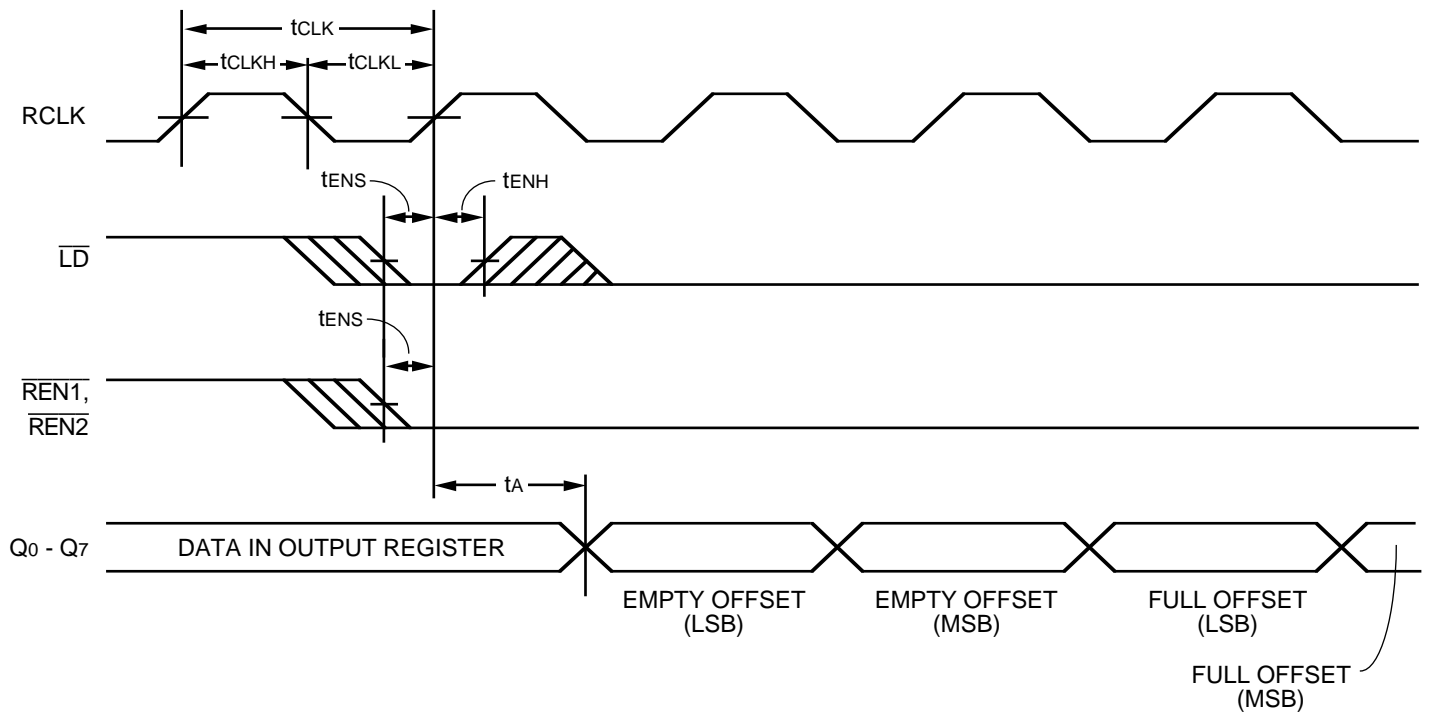 tCLK
tCLKH
tCLKL
RCLK
tENS
tENH
LD
tENS
REN1,
REN2
tA
Q0 - Q7
DATA IN OUTPUT REGISTER
EMPTY OFFSET
(LSB)
EMPTY OFFSET
(MSB)
FULL OFFSET
(LSB)
FULL OFFSET
(MSB)